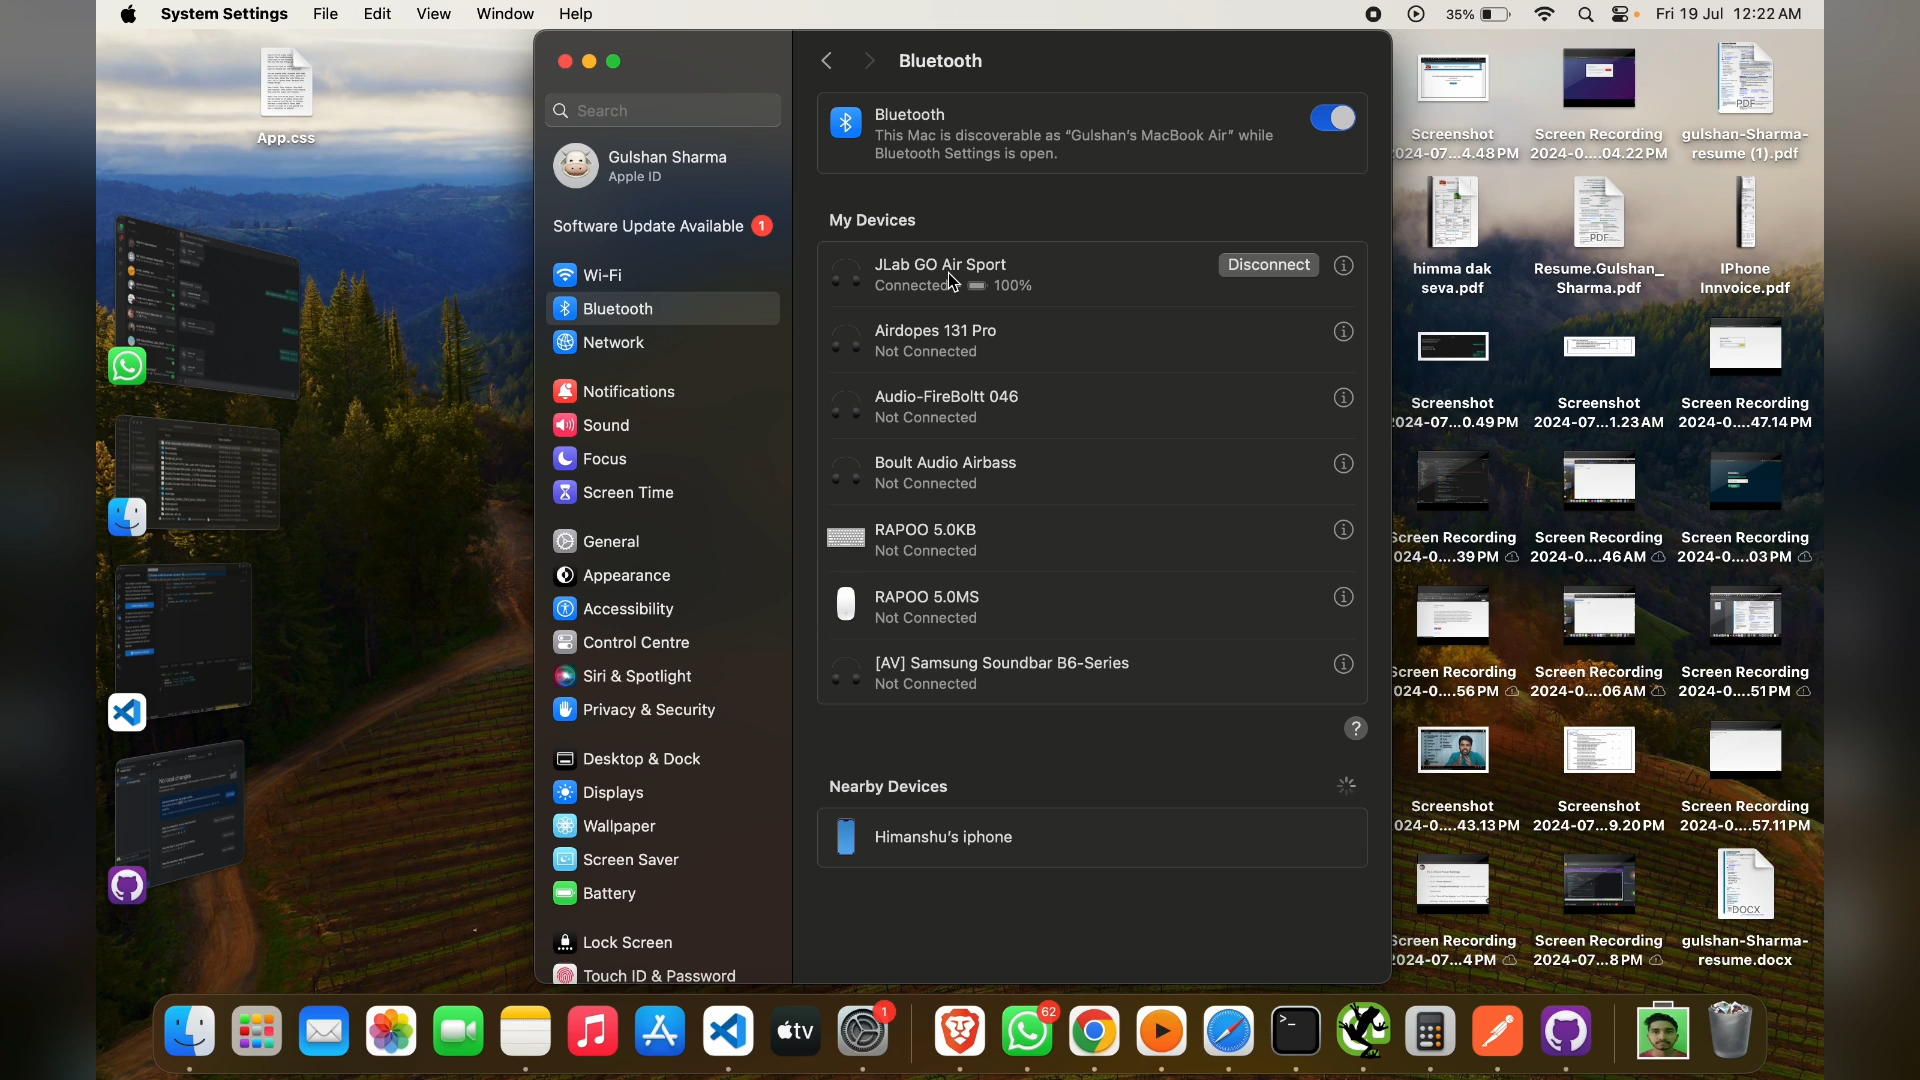 System Settings File Edit View Window Help
35% Fri 19 Jul 12:22 AM
App.css
Search
Gulshan Sharma
Apple ID
Software Update Available 1
Wi-Fi
Bluetooth
Network
Notifications
Sound
Focus
Screen Time
General
Appearance
Accessibility
Control Centre
Siri & Spotlight
Privacy & Security
Desktop & Dock
Displays
Wallpaper
Screen Saver
Battery
Lock Screen
Touch ID & Password
Bluetooth
Bluetooth
This Mac is discoverable as “Gulshan’s MacBook Air” while
Bluetooth Settings is open.
My Devices
JLab GO Air Sport
Connected 100%
Disconnect
Airdopes 131 Pro
Not Connected
Audio-FireBoltt 046
Not Connected
Boult Audio Airbass
Not Connected
RAPOO 5.0KB
Not Connected
RAPOO 5.0MS
Not Connected
[AV] Samsung Soundbar B6-Series
Not Connected
?
Nearby Devices
Himanshu’s iphone
Screenshot Screen Recording gulshan-Sharma-
024-07...4.48 PM 2024-0....04.22 PM resume (1).pdf
PDF
himma dak Resume.Gulshan_ IPhone
seva.pdf Sharma.pdf Innvoice.pdf
PDF
Screenshot Screenshot Screen Recording
024-07...0.49 PM 2024-07...1.23 AM 2024-0....47.14 PM
Screen Recording Screen Recording Screen Recording
024-0....39 PM 2024-0....46 AM 2024-0....03 PM
Screen Recording Screen Recording Screen Recording
024-0....56 PM 2024-0....06 AM 2024-0....51 PM
Screenshot Screenshot Screen Recording
024-0....43.13 PM 2024-07...9.20 PM 2024-0....57.11 PM
DOCX
Screen Recording Screen Recording gulshan-Sharma-
024-07...4 PM 2024-07...8 PM resume.docx
tv
1
62